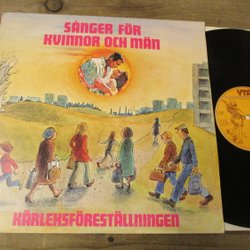 SÅNGER FÖR
KVINNOR OCH MÄN
KÄRLEKSFÖRESTÄLLNINGEN